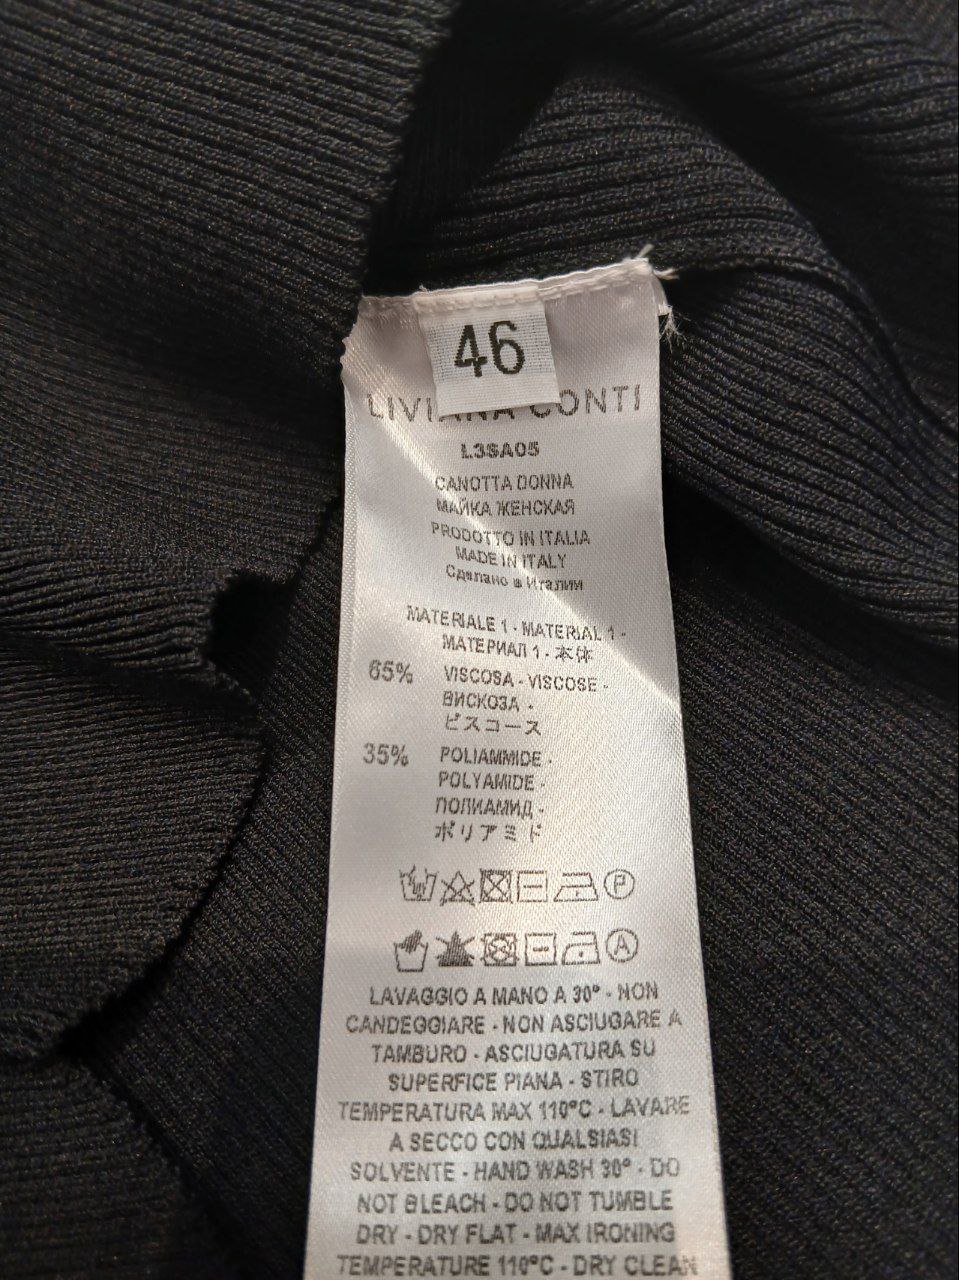 46
LIVIANA CONTI
L3SA05
CANOTTA DONNA
МАЙКА ЖЕНСКАЯ
PRODOTTO IN ITALIA
MADE IN ITALY
Сделано в Италии
MATERIALE 1 - MATERIAL 1 -
МАТЕРИАЛ 1 - 本体
65% VISCOSA - VISCOSE -
ВИСКОЗА -
ビスコース
35% POLIAMMIDE -
POLYAMIDE -
ПОЛИАМИД -
ポリアミド
P
A
LAVAGGIO A MANO A 30° - NON
CANDEGGIARE - NON ASCIUGARE A
TAMBURO - ASCIUGATURA SU
SUPERFICE PIANA - STIRO
TEMPERATURA MAX 110°C - LAVARE
A SECCO CON QUALSIASI
SOLVENTE - HAND WASH 30° - DO
NOT BLEACH - DO NOT TUMBLE
DRY - DRY FLAT - MAX IRONING
TEMPERATURE 110°C - DRY CLEAN